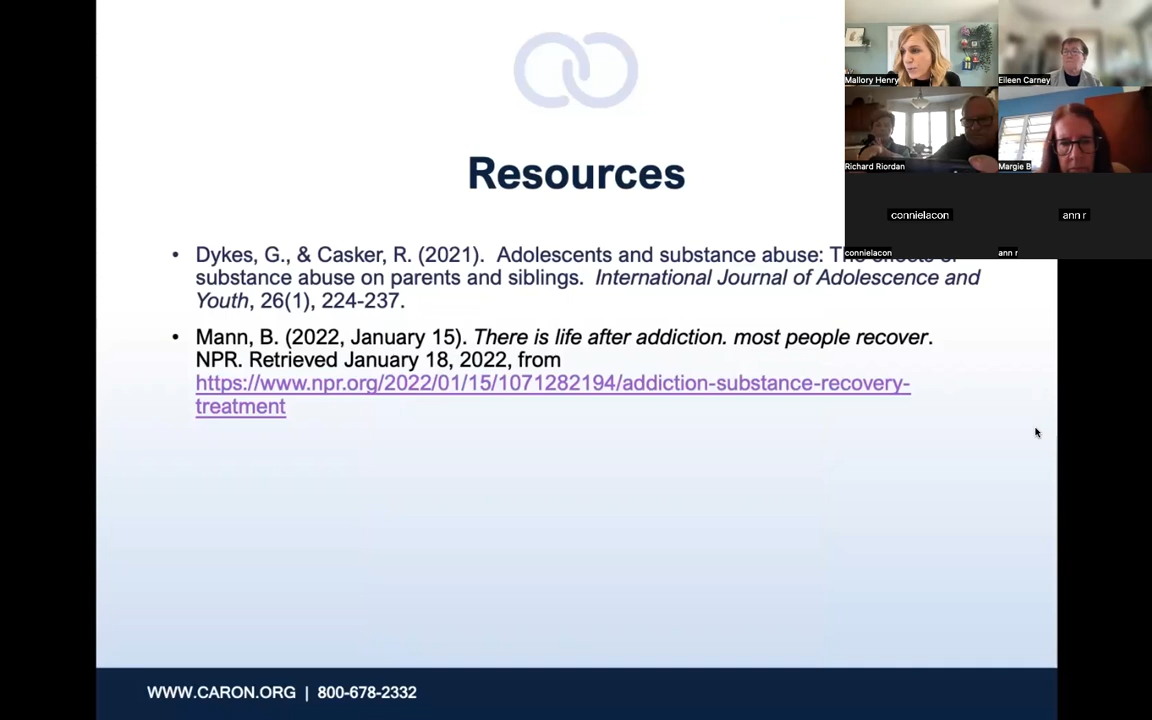 Mallory Henry
Eileen Carney
Richard Riordan
Margie B
connielacon
ann r
connielacon
ann r
Resources
• Dykes, G., & Casker, R. (2021). Adolescents and substance abuse: The effects of
substance abuse on parents and siblings. International Journal of Adolescence and
Youth, 26(1), 224-237.
• Mann, B. (2022, January 15). There is life after addiction. most people recover.
NPR. Retrieved January 18, 2022, from
https://www.npr.org/2022/01/15/1071282194/addiction-substance-recovery-
treatment
WWW.CARON.ORG | 800-678-2332